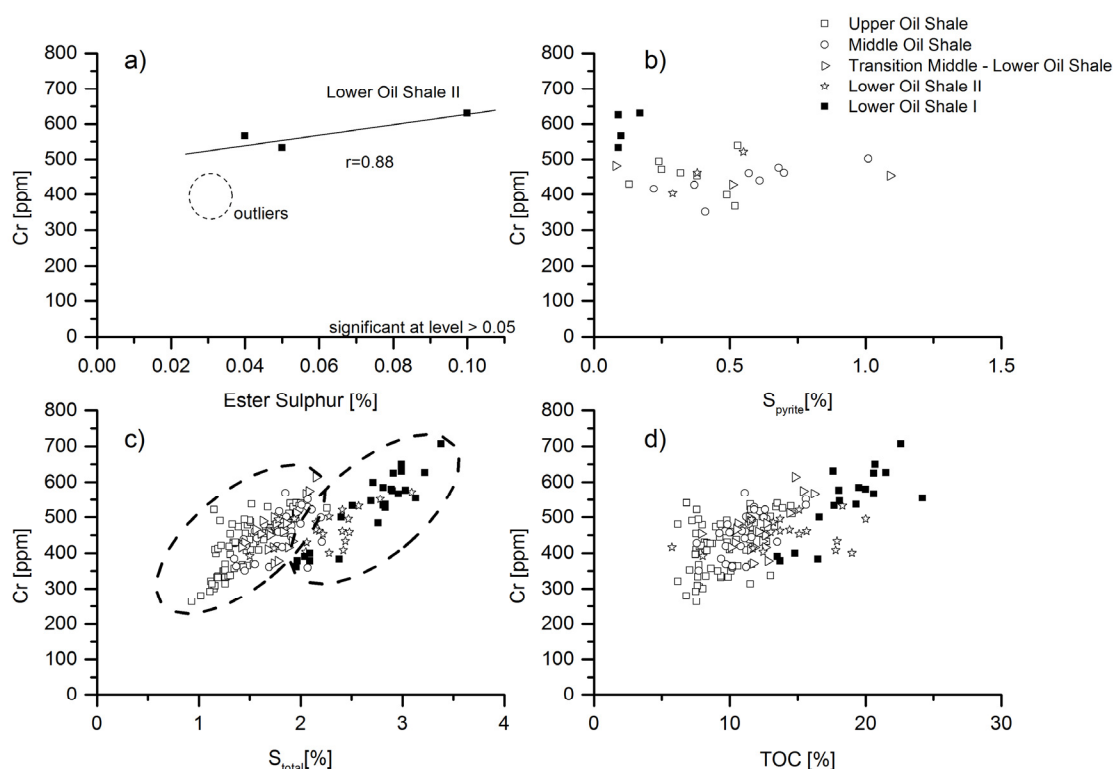 Upper Oil Shale
Middle Oil Shale
Transition Middle - Lower Oil Shale
Lower Oil Shale II
Lower Oil Shale I
a)
800
700
600
500
400
300
200
100
0
Cr [ppm]
Lower Oil Shale II
r=0.88
outliers
significant at level > 0.05
0.00 0.02 0.04 0.06 0.08 0.10
Ester Sulphur [%]
b)
800
700
600
500
400
300
200
100
0
Cr [ppm]
0.0 0.5 1.0 1.5
Spyrite[%]
c)
800
700
600
500
400
300
200
100
0
Cr [ppm]
0 1 2 3 4
Stotal[%]
d)
800
700
600
500
400
300
200
100
0
Cr [ppm]
0 10 20 30
TOC [%]